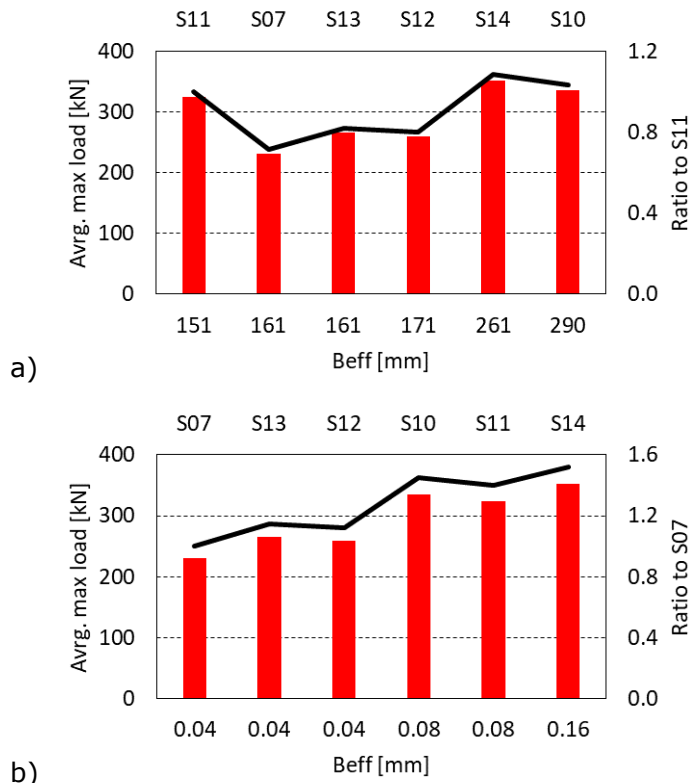 S11 S07 S13 S12 S14 S10
400 1.2
300
0.8
200
0.4
100
0 0.0
Avrg. max load [kN]
Ratio to S11
151 161 161 171 261 290
Beff [mm]
a)
S07 S13 S12 S10 S11 S14
400 1.6
300 1.2
200 0.8
100 0.4
0 0.0
Avrg. max load [kN]
Ratio to S07
0.04 0.04 0.04 0.08 0.08 0.16
Beff [mm]
b)